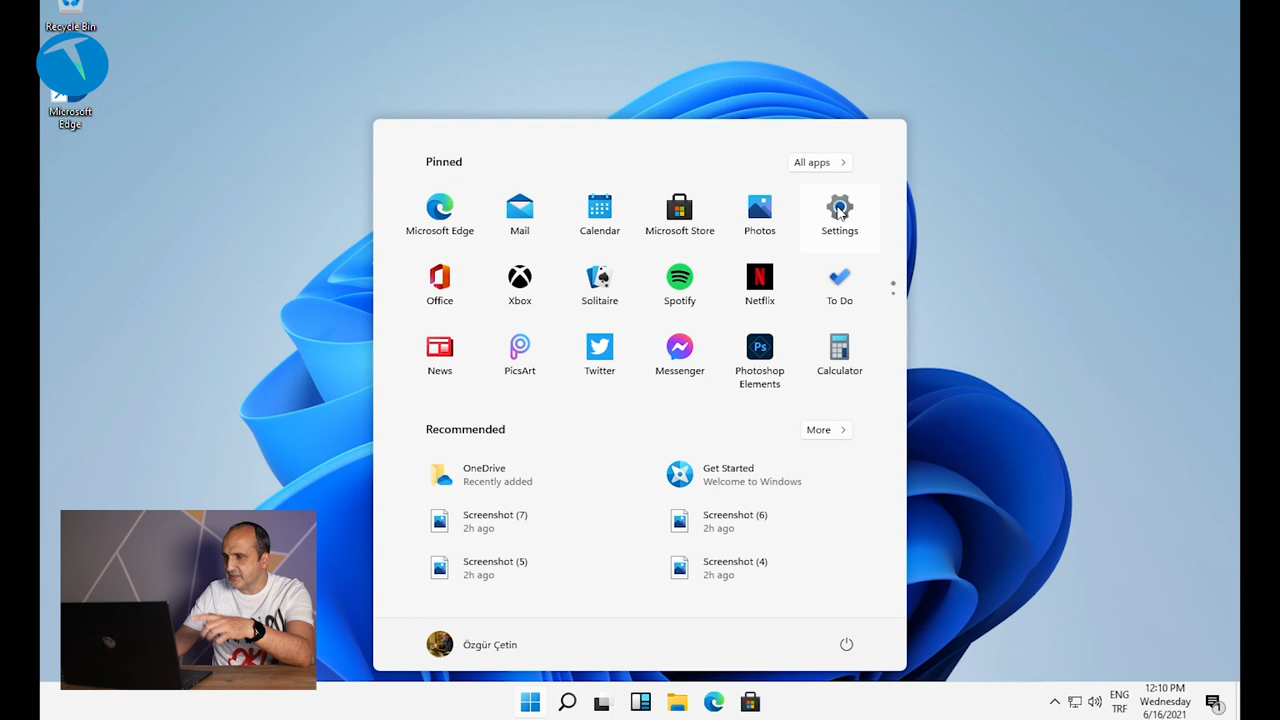 Recycle Bin
Microsoft
Edge
Pinned
All apps
Microsoft Edge
Mail
Calendar
Microsoft Store
Photos
Settings
Office
Xbox
Solitaire
Spotify
Netflix
To Do
News
PicsArt
Twitter
Messenger
Ps
Photoshop
Elements
Calculator
Recommended
More
OneDrive
Recently added
Get Started
Welcome to Windows
Screenshot (7)
2h ago
Screenshot (6)
2h ago
Screenshot (5)
2h ago
Screenshot (4)
2h ago
Özgür Çetin
ENG
TRF
12:10 PM
Wednesday
6/16/2021
1